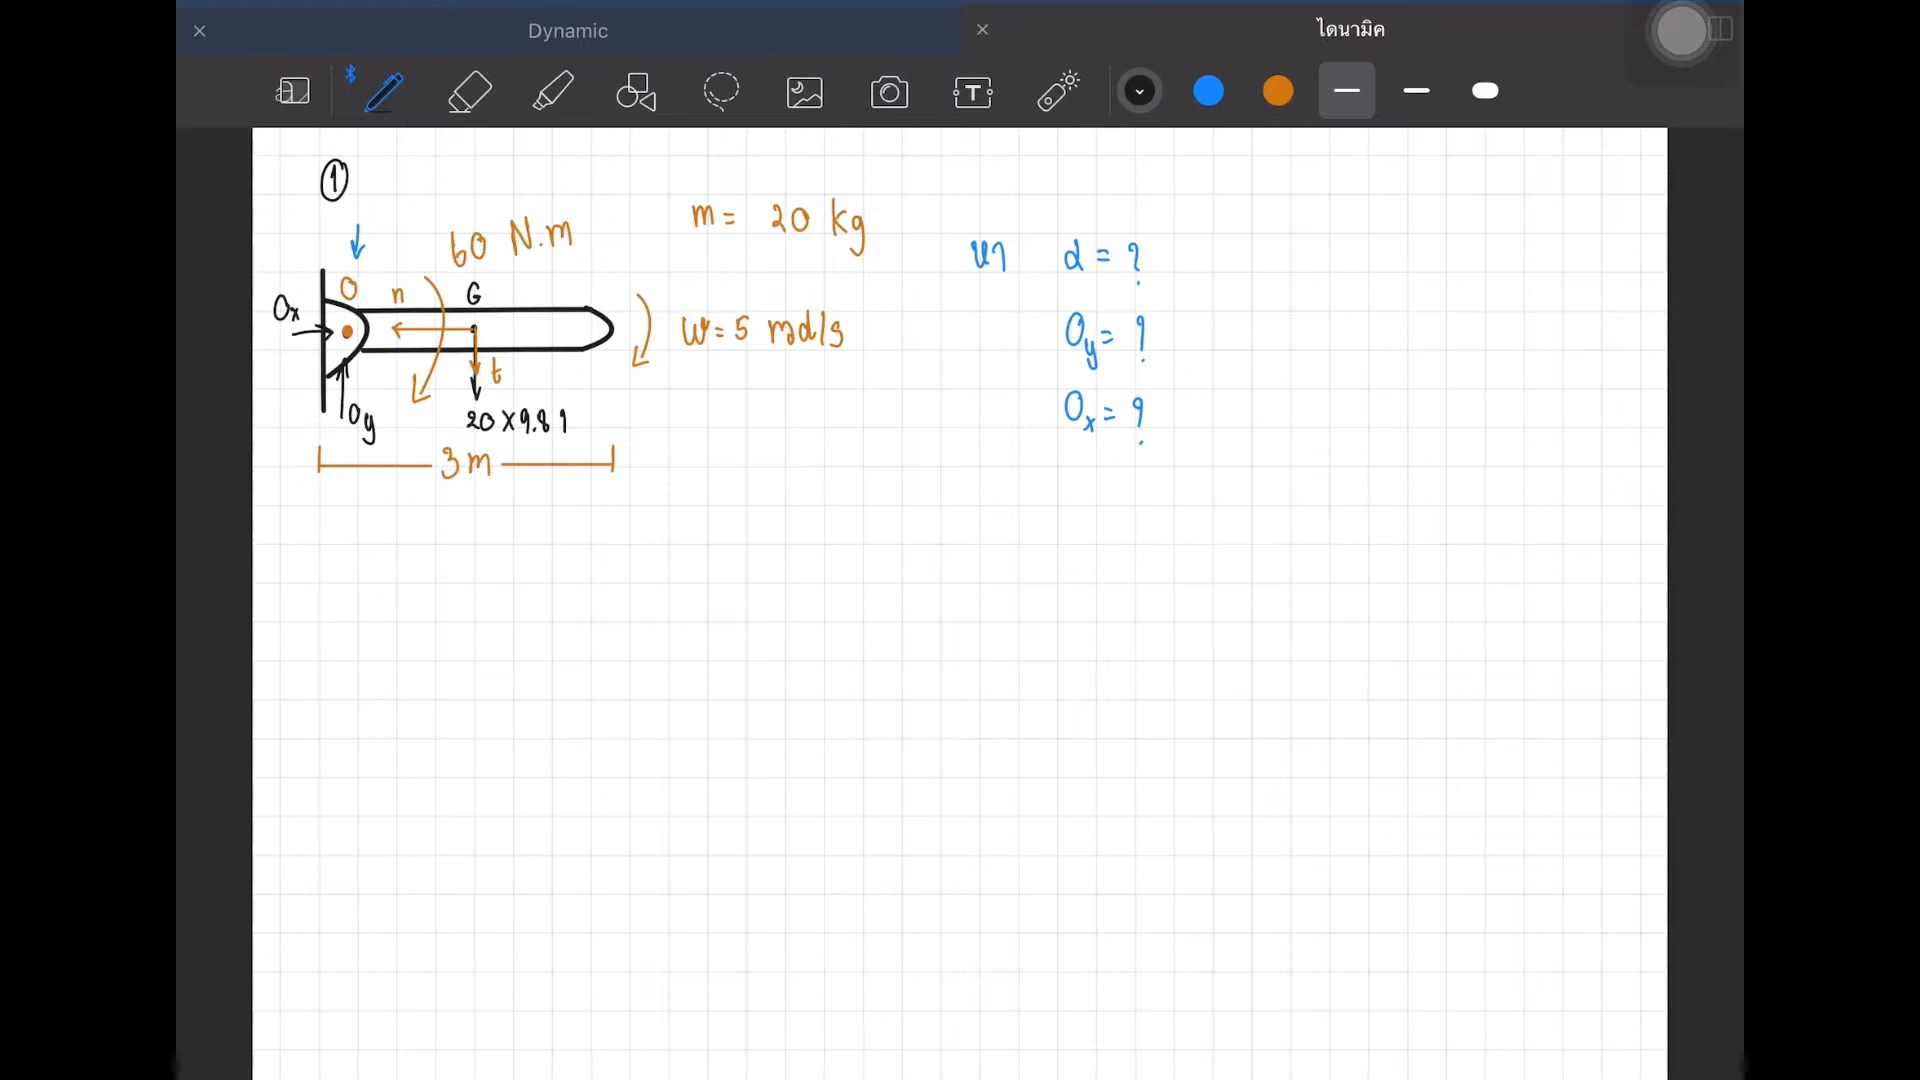 Dynamic
ไดนามิค
T
1
60 N.m
m = 20 kg
หา α = ?
O
n
G
Ox
ω = 5 rad/s
Oy = ?
t
Oy
20 × 9.81
Ox = ?
3 m